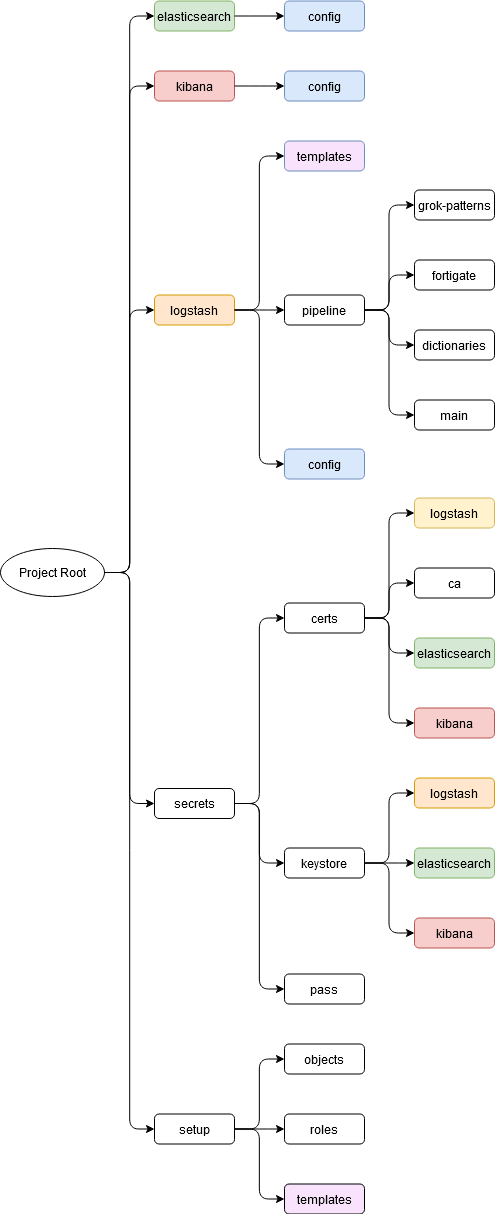 elasticsearch
config
kibana
config
templates
grok-patterns
fortigate
logstash
pipeline
dictionaries
main
config
logstash
Project Root
ca
certs
elasticsearch
kibana
logstash
secrets
keystore
elasticsearch
kibana
pass
objects
setup
roles
templates